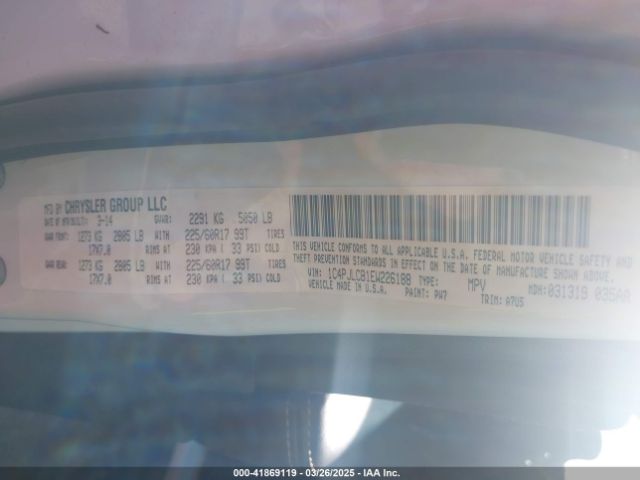 MFD BY CHRYSLER GROUP LLC
DATE OF MFR/BUILT: 3-14 GVWR: 2291 KG 5050 LB
GAWR FRONT: 1273 KG 2805 LB WITH 225/60R17 99T TIRES
17X7.0 RIMS AT 230 KPA ( 33 PSI) COLD
GAWR REAR: 1273 KG 2805 LB WITH 225/60R17 99T TIRES
17X7.0 RIMS AT 230 KPA ( 33 PSI) COLD
THIS VEHICLE CONFORMS TO ALL APPLICABLE U.S.A. FEDERAL MOTOR VEHICLE SAFETY AND
THEFT PREVENTION STANDARDS IN EFFECT ON THE DATE OF MANUFACTURE SHOWN ABOVE.
VIN: 1C4PJLCB1EW226188 TYPE: MPV MDH: 031319 035AA
VEHICLE MADE IN U.S.A. PAINT: PW7 TRIM: A7U5
000-41869119 — 03/26/2025 — IAA Inc.